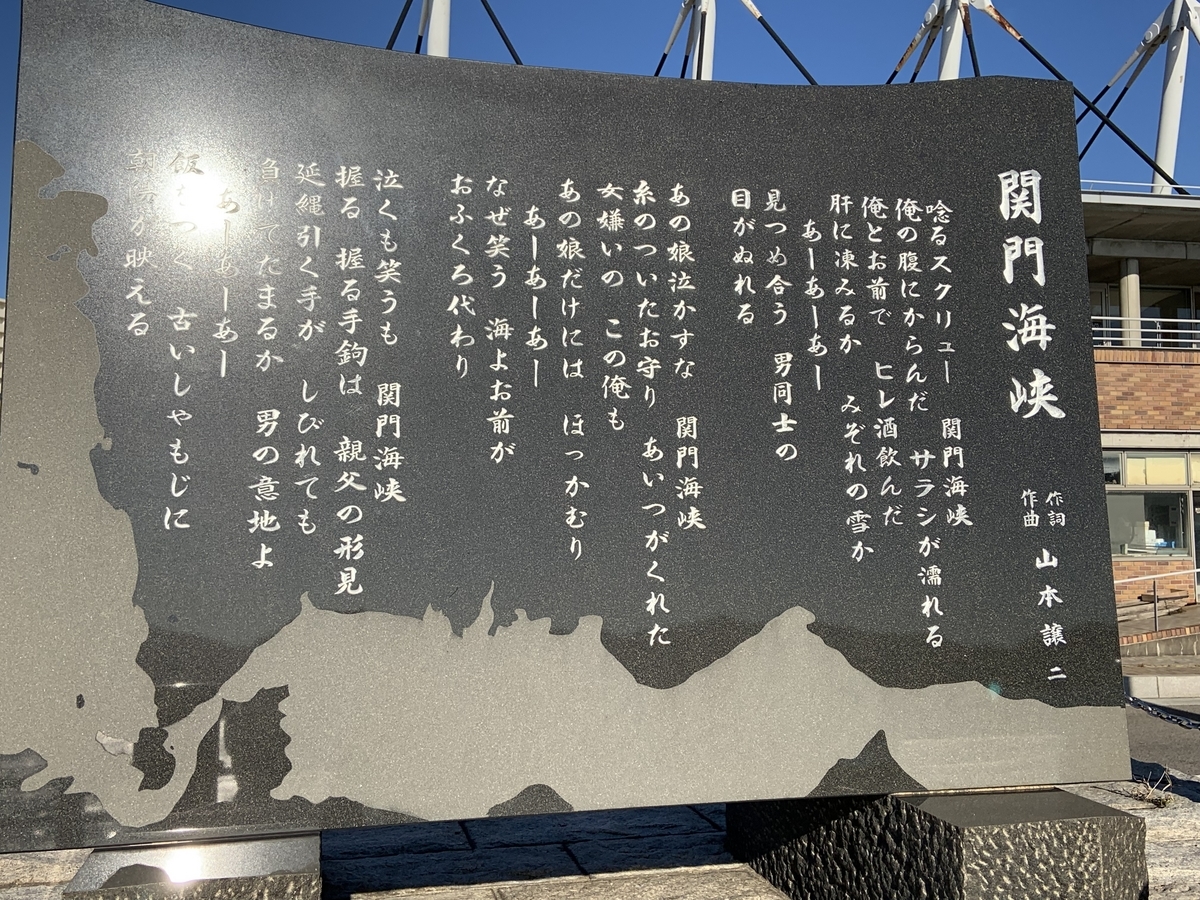 関門海峡
作詞
作曲
山本譲二
唸るスクリュー 関門海峡
俺の腹にからんだ サラシが濡れる
俺とお前で ヒレ酒飲んだ
肝に凍みるか みぞれの雪か
あーあーあー
見つめ合う 男同士の
目がぬれる
あの娘泣かすな 関門海峡
糸のついたお守り あいつがくれた
女嫌いの この俺も
あの娘だけには ほっかむり
あーあーあー
なぜ笑う 海よお前が
おふくろ代わり
泣くも笑うも 関門海峡
握る 握る手鉤は 親父の形見
延縄引く手が しびれても
負けてたまるか 男の意地よ
あーあーあー
飯 古いしゃもじに
朝 が映える